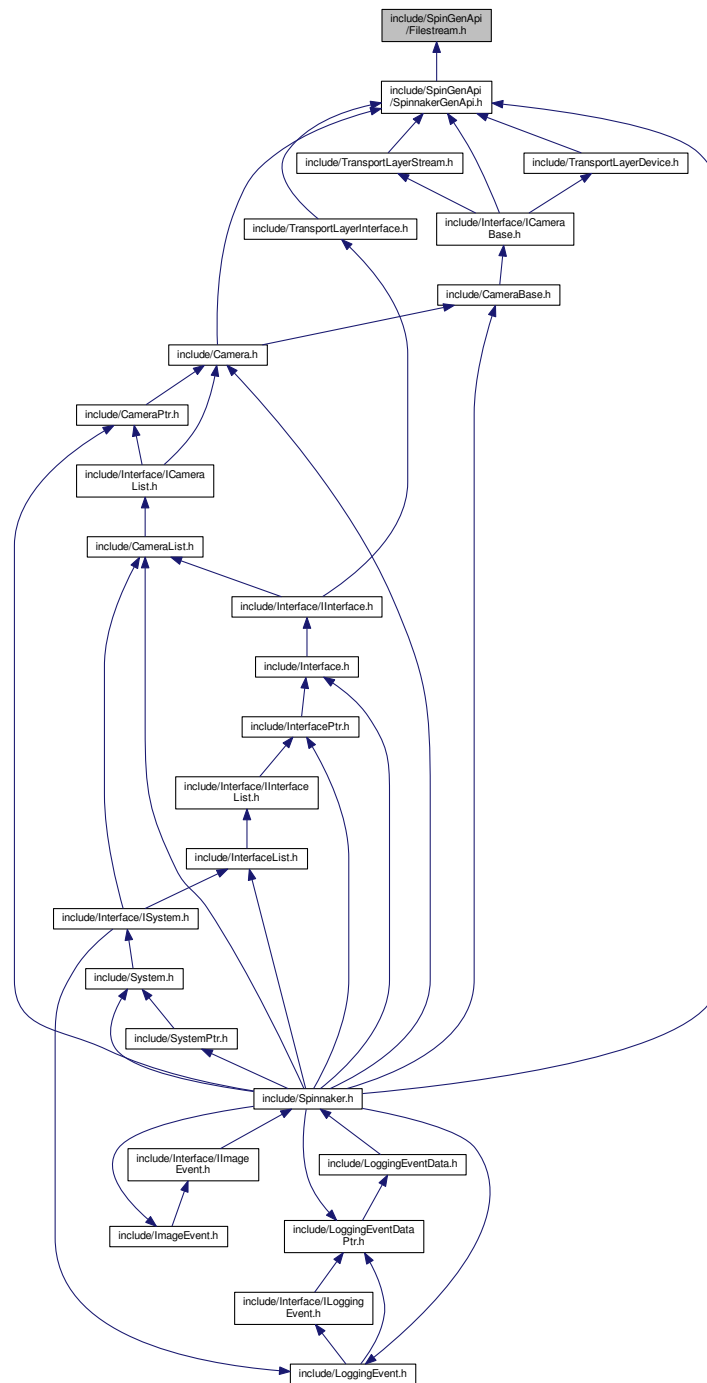 include/SpinGenApi
/Filestream.h
include/SpinGenApi
/SpinnakerGenApi.h
include/TransportLayerStream.h
include/TransportLayerDevice.h
include/TransportLayerInterface.h
include/Interface/ICamera
Base.h
include/CameraBase.h
include/Camera.h
include/CameraPtr.h
include/Interface/ICamera
List.h
include/CameraList.h
include/Interface/IInterface.h
include/Interface.h
include/InterfacePtr.h
include/Interface/IInterface
List.h
include/InterfaceList.h
include/Interface/ISystem.h
include/System.h
include/SystemPtr.h
include/Spinnaker.h
include/Interface/IImage
Event.h
include/LoggingEventData.h
include/ImageEvent.h
include/LoggingEventData
Ptr.h
include/Interface/ILogging
Event.h
include/LoggingEvent.h